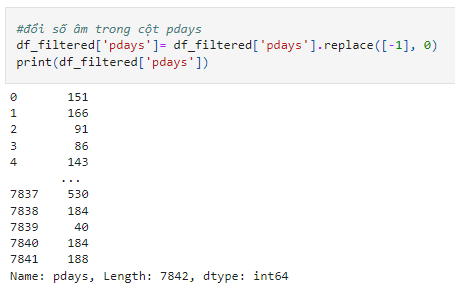 #đổi số âm trong cột pdays
df_filtered['pdays']= df_filtered['pdays'].replace([-1], 0)
print(df_filtered['pdays'])
0 151
1 166
2 91
3 86
4 143
...
7837 530
7838 184
7839 40
7840 184
7841 188
Name: pdays, Length: 7842, dtype: int64